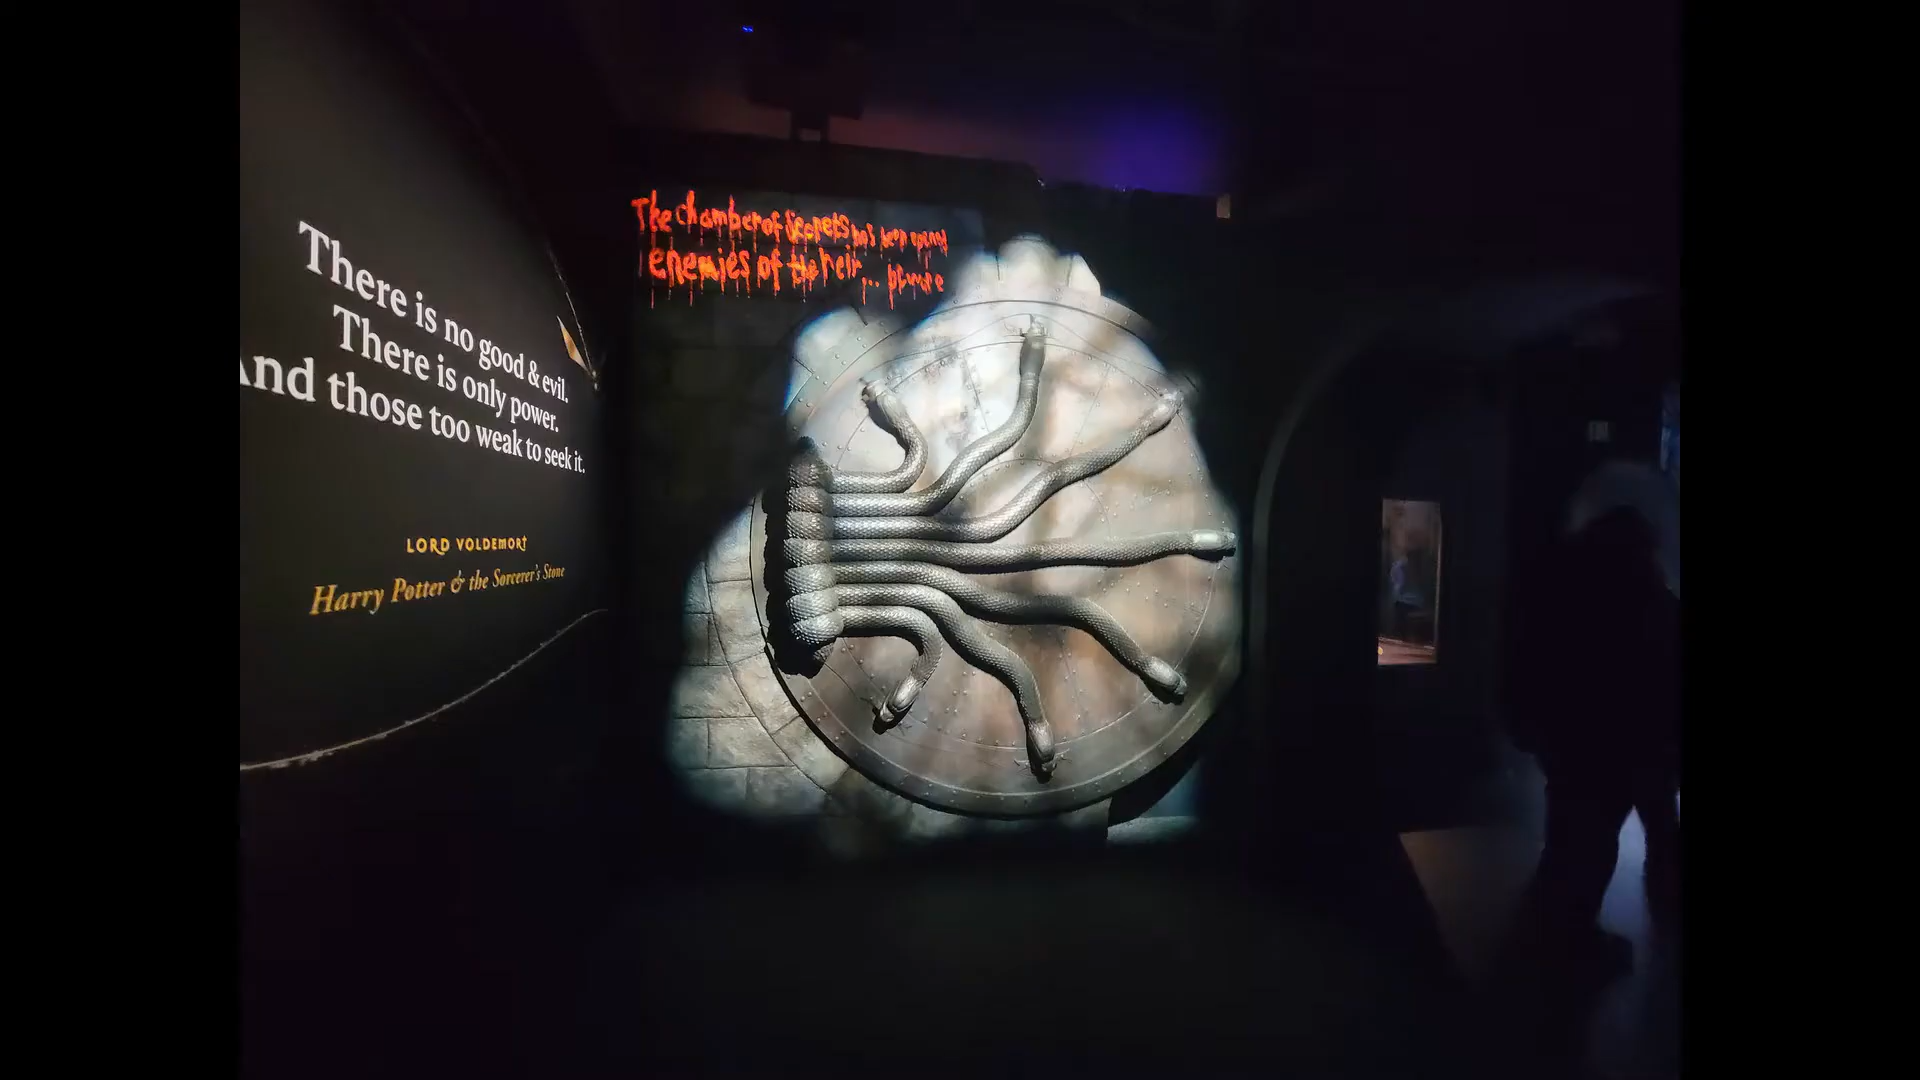 There is no good & evil.
There is only power.
And those too weak to seek it.
LORD VOLDEMORT
Harry Potter & the Sorcerer's Stone
The chamber of Secrets has been opened
enemies of the heir... beware